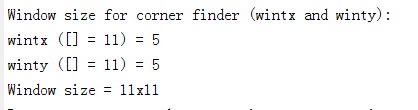 Window size for corner finder (wintx and winty):
wintx ([] = 11) = 5
winty ([] = 11) = 5
Window size = 11x11